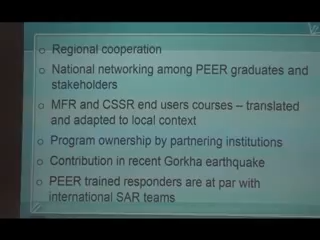 Regional cooperation
National networking among PEER graduates and
stakeholders
MFR and CSSR end users courses – translated
and adapted to local context
Program ownership by partnering institutions
Contribution in recent Gorkha earthquake
PEER trained responders are at par with
international SAR teams